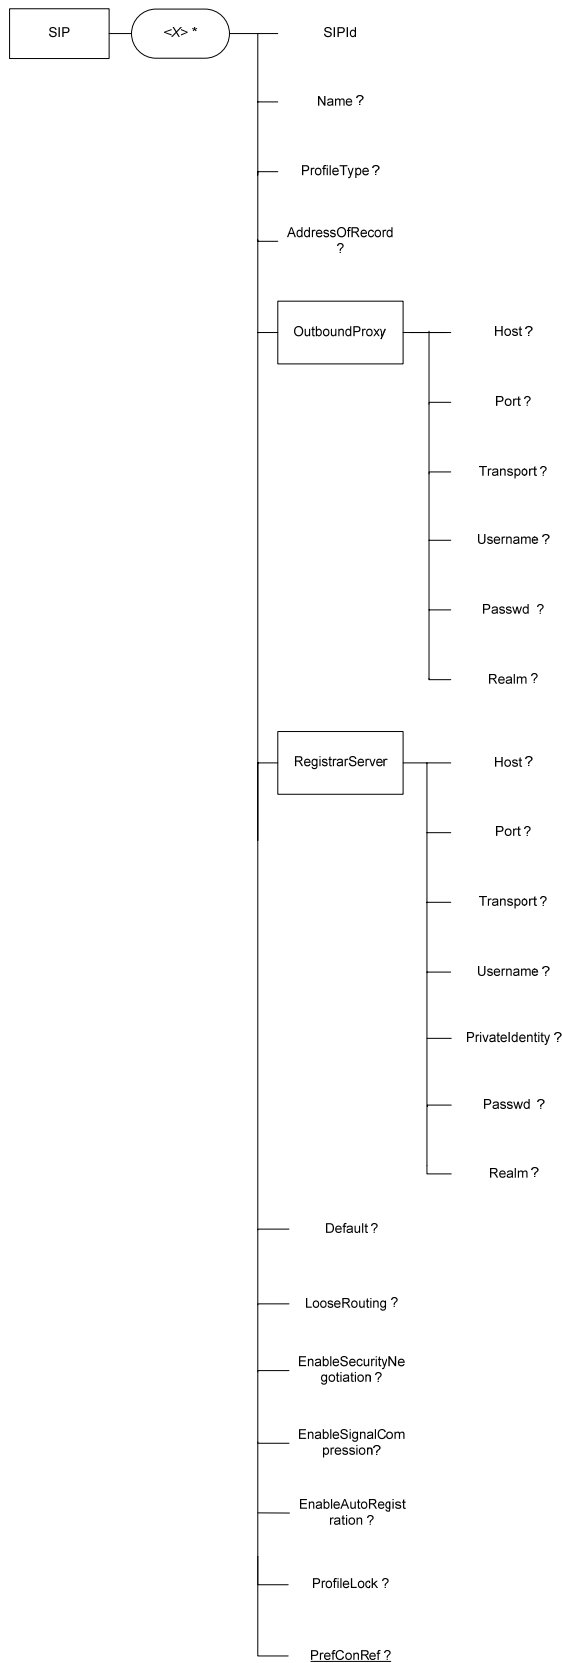 SIP
<X> *
SIPId
Name ?
ProfileType ?
AddressOfRecord
?
OutboundProxy
Host ?
Port ?
Transport ?
Username ?
Passwd ?
Realm ?
RegistrarServer
Host ?
Port ?
Transport ?
Username ?
PrivateIdentity ?
Passwd ?
Realm ?
Default ?
LooseRouting ?
EnableSecurityNe
gotiation ?
EnableSignalCom
pression?
EnableAutoRegist
ration ?
ProfileLock ?
PrefConRef ?